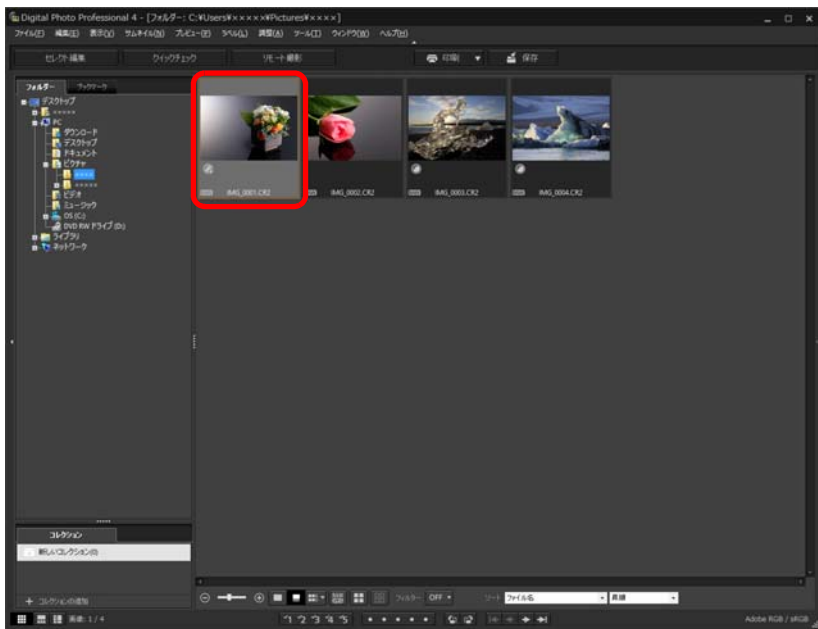 Digital Photo Professional 4 - [フォルダー: C:¥Users¥×××××¥Pictures¥××××]
ファイル(F) 編集(E) 表示(V) サムネイル(N) プレビュー(P) ラベル(L) 調整(A) ツール(T) ウィンドウ(W) ヘルプ(H)
セレクト編集 クイックチェック リモート撮影 印刷 保存
フォルダー ブックマーク
デスクトップ
×××××
PC
ダウンロード
デスクトップ
ドキュメント
ピクチャ
××××
×××××
ビデオ
ミュージック
OS (C:)
DVD RW ドライブ (D:)
ライブラリ
ネットワーク
IMG_0001.CR2 IMG_0002.CR2 IMG_0003.CR2 IMG_0004.CR2
コレクション
新しいコレクション(0)
+ コレクションの追加
フィルター OFF ソート ファイル名 昇順
画像: 1 / 4
1 2 3 4 5
Adobe RGB / sRGB